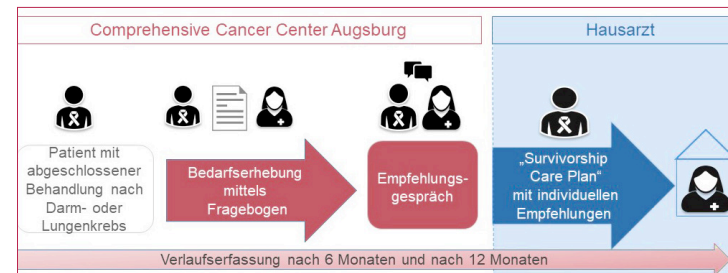 Comprehensive Cancer Center Augsburg
Hausarzt
Patient mit
abgeschlossener
Behandlung nach
Darm- oder
Lungenkrebs
Bedarfserhebung
mittels
Fragebogen
Empfehlungs-
gespräch
„Survivorship
Care Plan“
mit individuellen
Empfehlungen
Verlaufserfassung nach 6 Monaten und nach 12 Monaten